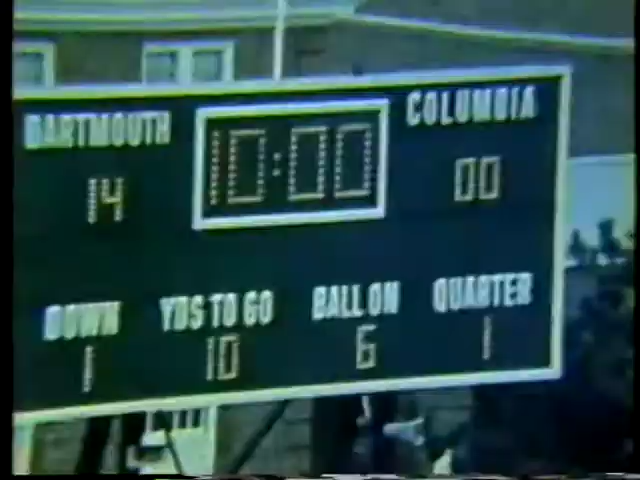 DARTMOUTH 10:00 COLUMBIA
14 00
DOWN YDS TO GO BALL ON QUARTER
1 10 6 1